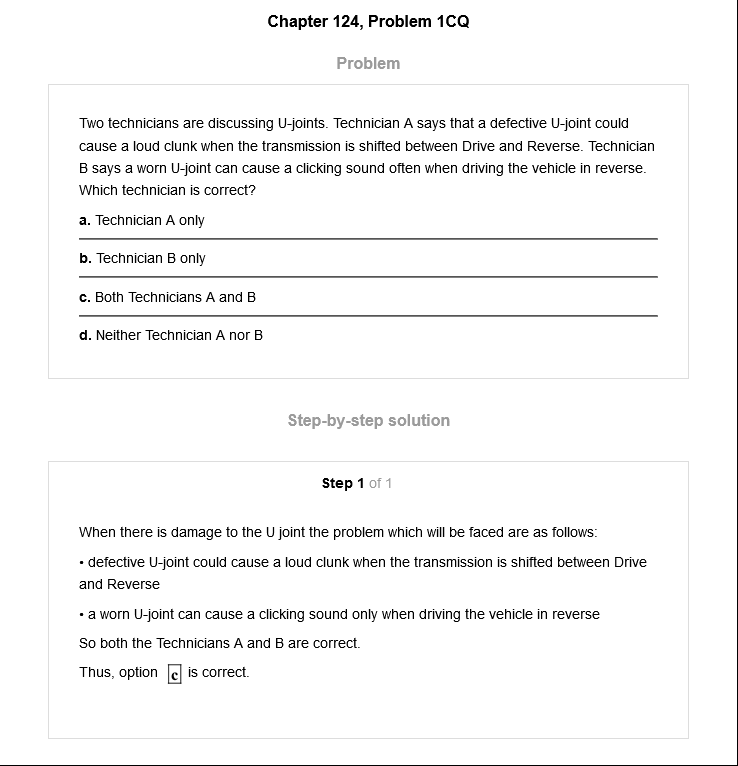 Chapter 124, Problem 1CQ
Problem
Two technicians are discussing U-joints. Technician A says that a defective U-joint could
cause a loud clunk when the transmission is shifted between Drive and Reverse. Technician
B says a worn U-joint can cause a clicking sound often when driving the vehicle in reverse.
Which technician is correct?
a. Technician A only
b. Technician B only
c. Both Technicians A and B
d. Neither Technician A nor B
Step-by-step solution
Step 1 of 1
When there is damage to the U joint the problem which will be faced are as follows:
• defective U-joint could cause a loud clunk when the transmission is shifted between Drive
and Reverse
• a worn U-joint can cause a clicking sound only when driving the vehicle in reverse
So both the Technicians A and B are correct.
Thus, option c is correct.